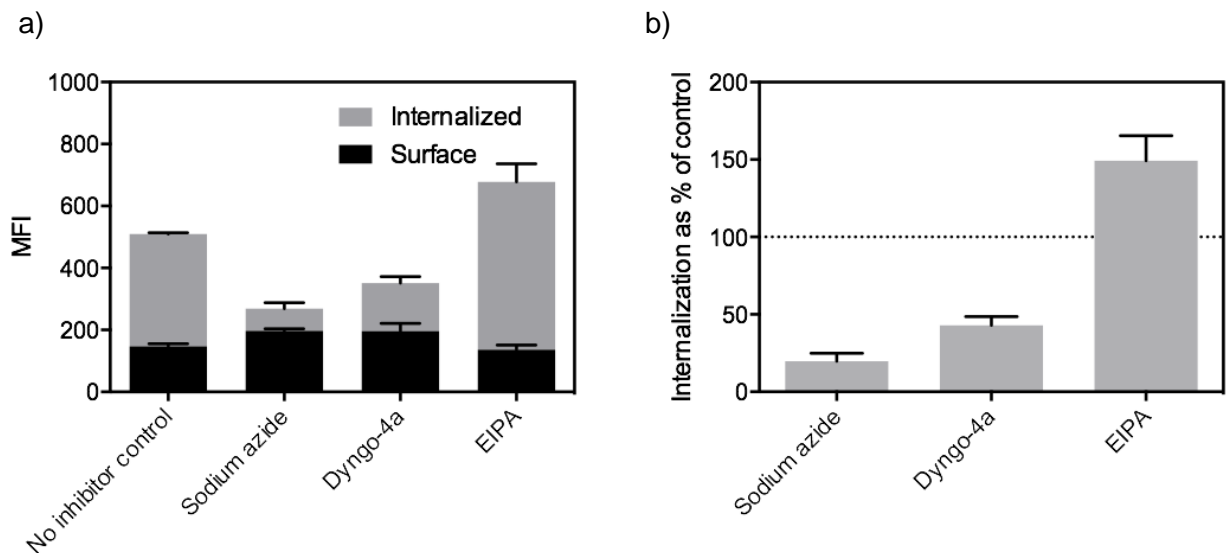 a)
1000
800
600
400
200
0
MFI
Internalized
Surface
No inhibitor control
Sodium azide
Dyngo-4a
EIPA
b)
200
150
100
50
0
Internalization as % of control
Sodium azide
Dyngo-4a
EIPA